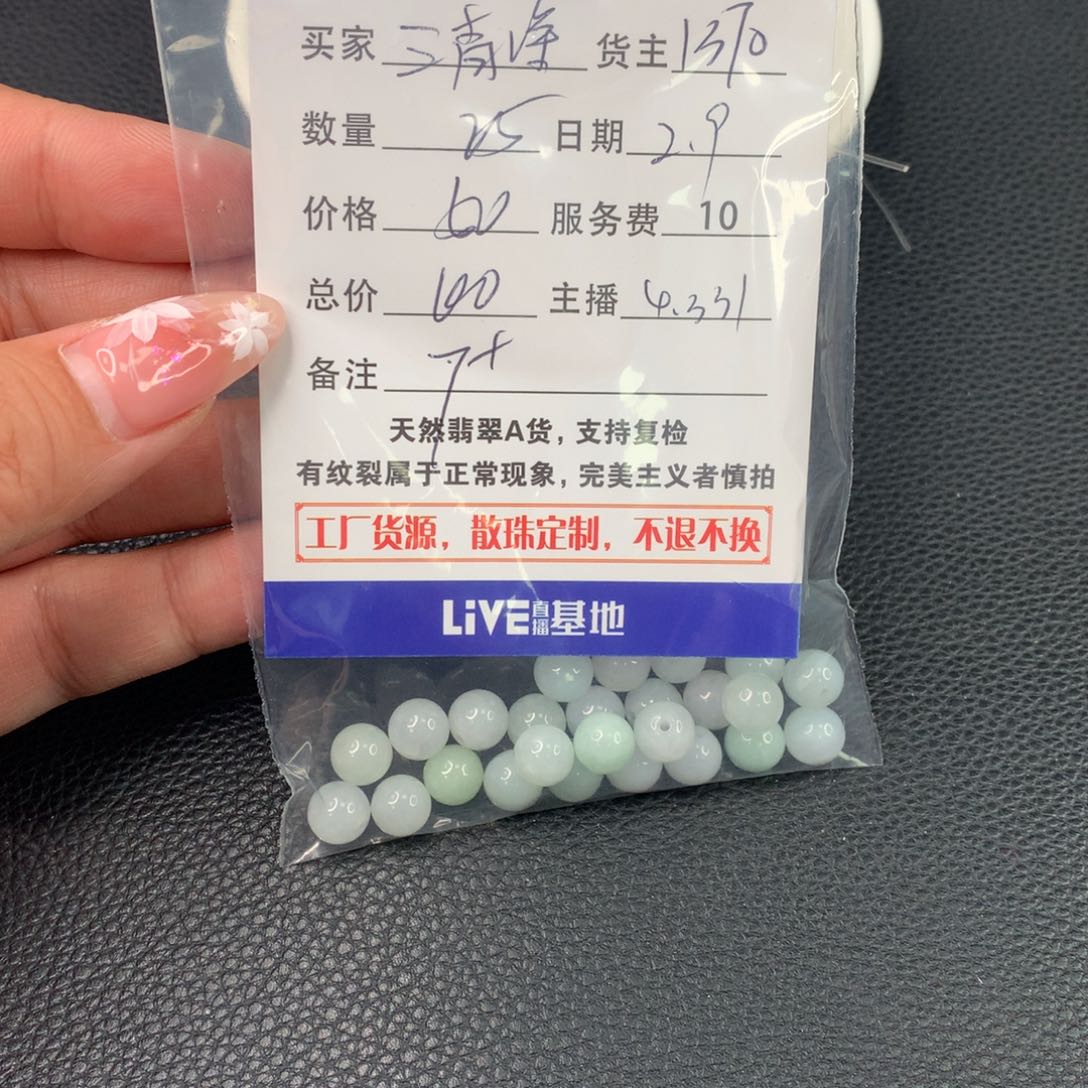 买家 三青 货主 1370
数量 25 日期 2.9
价格 60 服务费 10
总价 100 主播 4.331
备注 7+
天然翡翠A货，支持复检
有纹裂属于正常现象，完美主义者慎拍
工厂货源，散珠定制，不退不换
LiVE直播基地